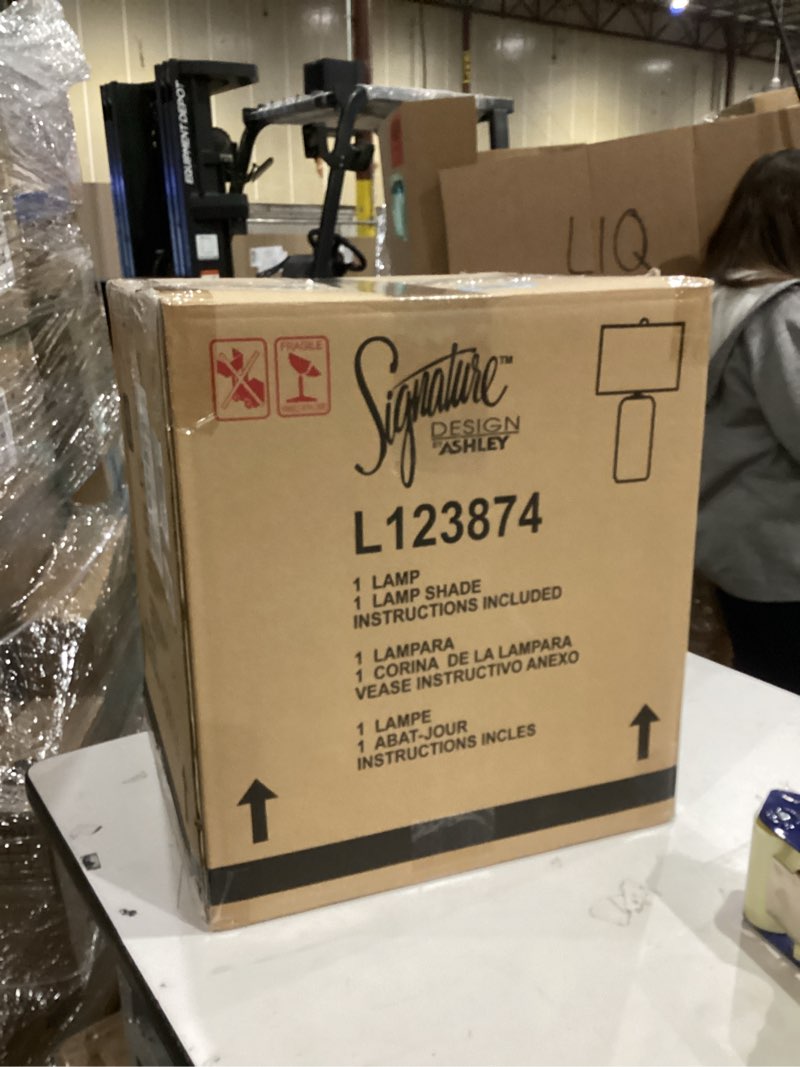 EQUIPMENT DEPOT
LIQ
FRAGILE
Signature™
DESIGN
BY ASHLEY
L123874
1 LAMP
1 LAMP SHADE
INSTRUCTIONS INCLUDED
1 LAMPARA
1 CORINA DE LA LAMPARA
VEASE INSTRUCTIVO ANEXO
1 LAMPE
1 ABAT-JOUR
INSTRUCTIONS INCLES